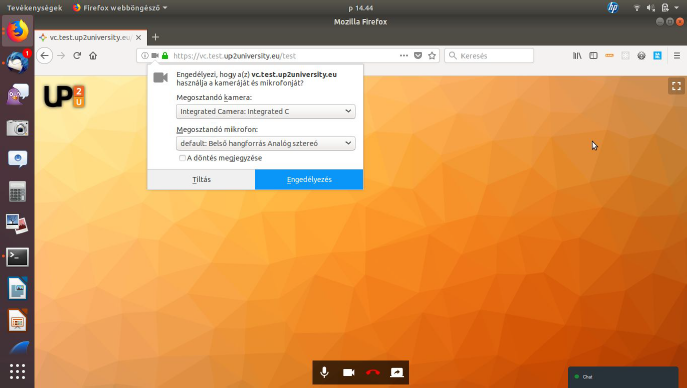 Tevékenységek
Firefox webböngésző
p 14.44
Mozilla Firefox
vc.test.up2university.eu
https://vc.test.up2university.eu/test
Keresés
1
UP2U
Engedélyezi, hogy a(z) vc.test.up2university.eu
használja a kameráját és mikrofonját?
Megosztandó kamera:
Integrated Camera: Integrated C
Megosztandó mikrofon:
default: Belső hangforrás Analóg sztereó
A döntés megjegyzése
Tiltás
Engedélyezés
Chat